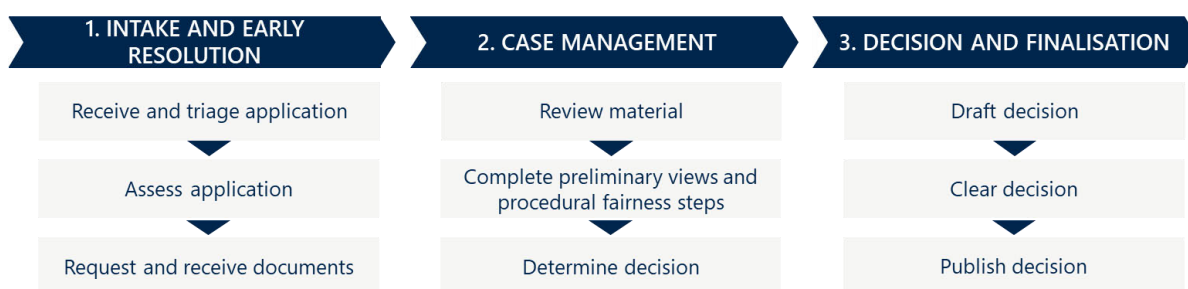 1. INTAKE AND EARLY
RESOLUTION
Receive and triage application
Assess application
Request and receive documents
2. CASE MANAGEMENT
Review material
Complete preliminary views and
procedural fairness steps
Determine decision
3. DECISION AND FINALISATION
Draft decision
Clear decision
Publish decision